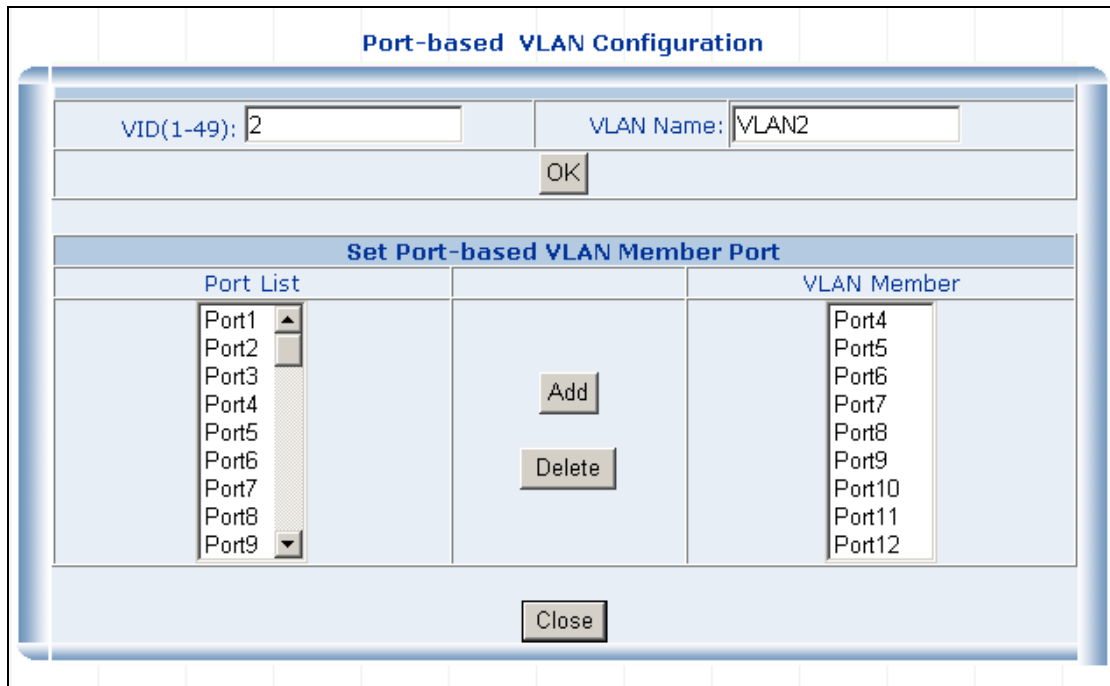 Port-based VLAN Configuration
VID(1-49): 2
VLAN Name: VLAN2
OK
Set Port-based VLAN Member Port
Port List
VLAN Member
Port1
Port2
Port3
Port4
Port5
Port6
Port7
Port8
Port9
Add
Delete
Port4
Port5
Port6
Port7
Port8
Port9
Port10
Port11
Port12
Close